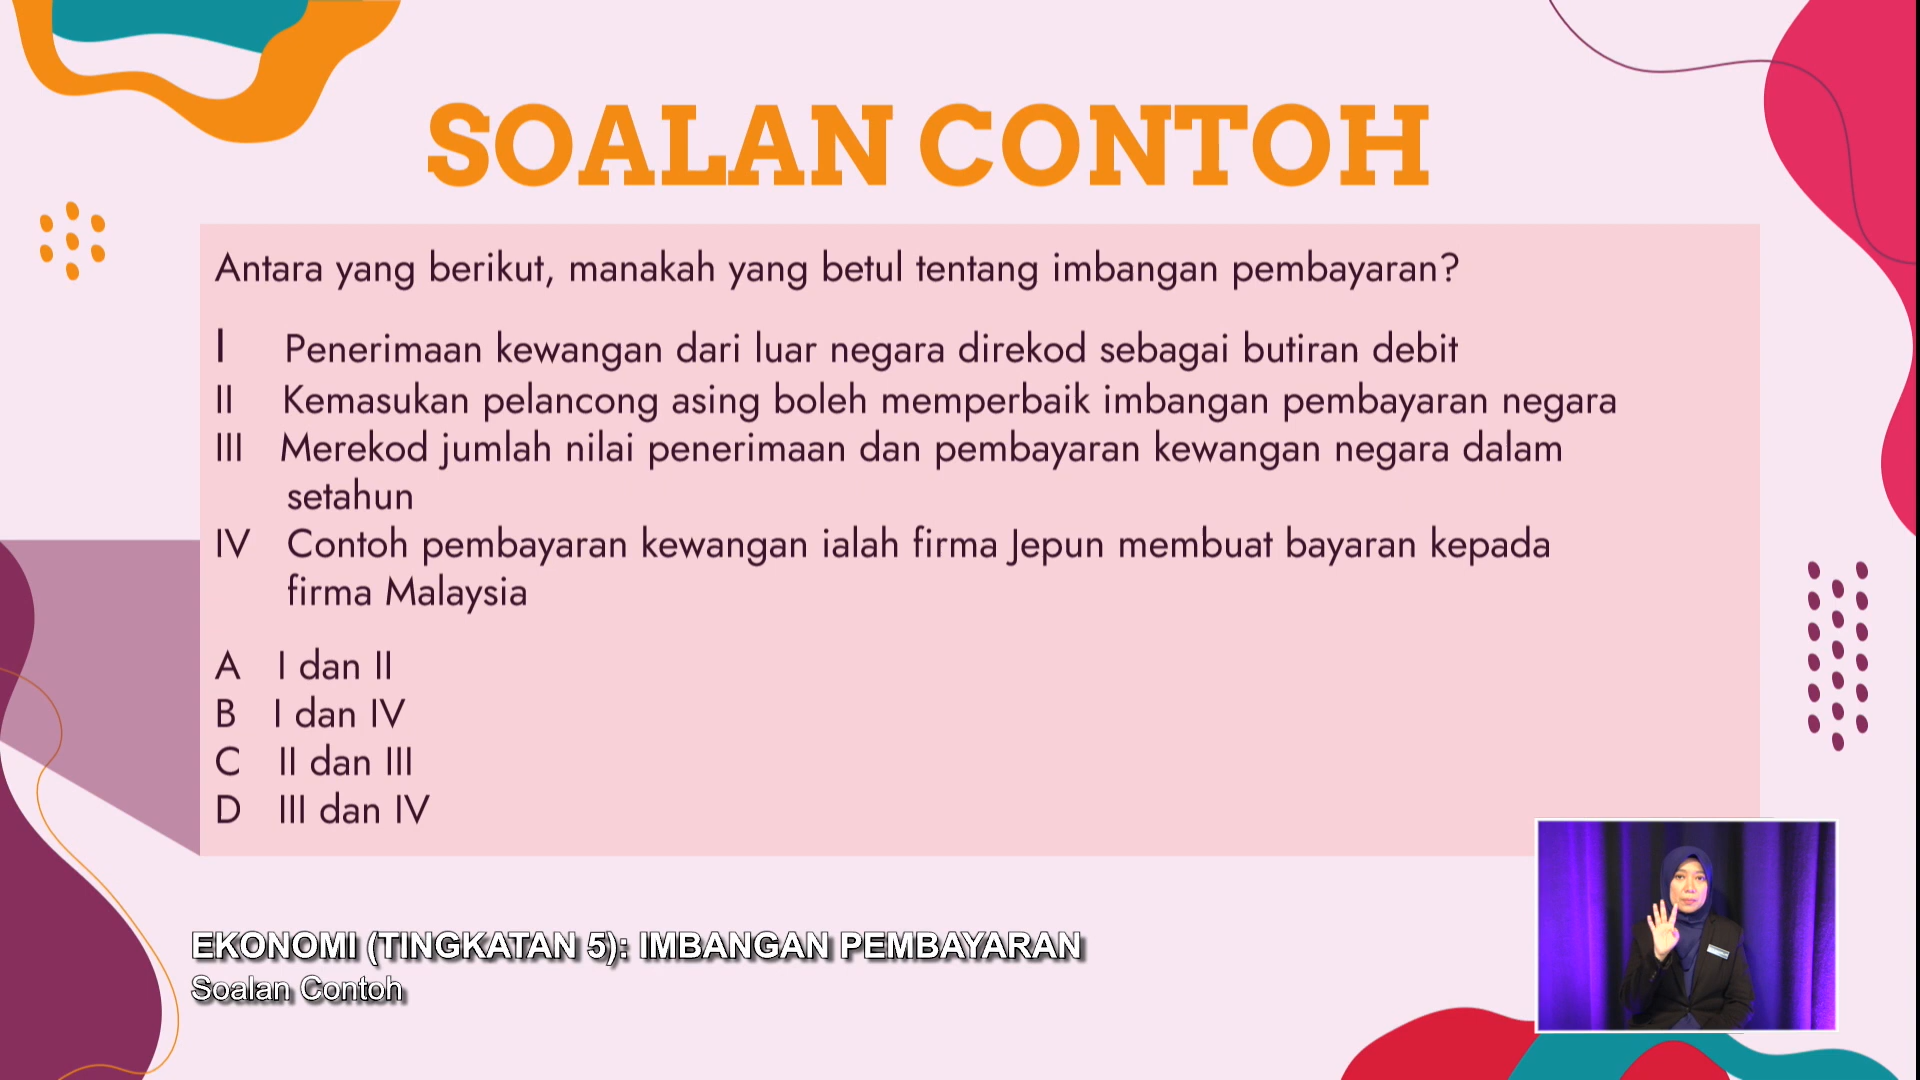 SOALAN CONTOH
Antara yang berikut, manakah yang betul tentang imbangan pembayaran?
I Penerimaan kewangan dari luar negara direkod sebagai butiran debit
II Kemasukan pelancong asing boleh memperbaik imbangan pembayaran negara
III Merekod jumlah nilai penerimaan dan pembayaran kewangan negara dalam
setahun
IV Contoh pembayaran kewangan ialah firma Jepun membuat bayaran kepada
firma Malaysia
A I dan II
B I dan IV
C II dan III
D III dan IV
EKONOMI (TINGKATAN 5): IMBANGAN PEMBAYARAN
Soalan Contoh